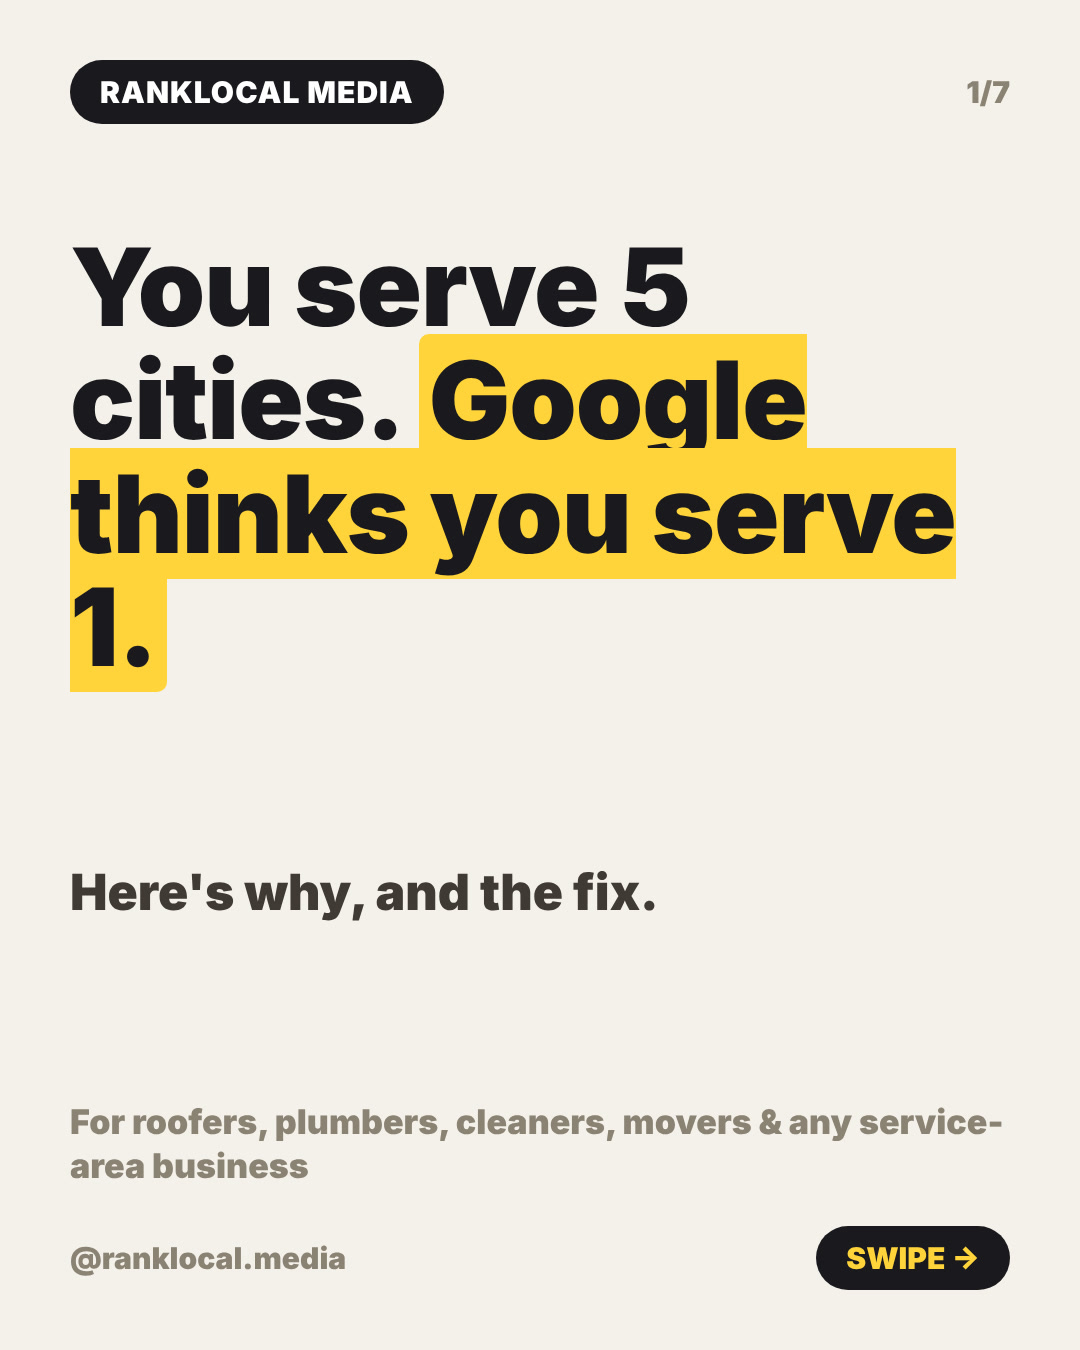 RANKLOCAL MEDIA
1/7
You serve 5
cities. Google
thinks you serve
1.
Here's why, and the fix.
For roofers, plumbers, cleaners, movers & any service-
area business
@ranklocal.media
SWIPE →